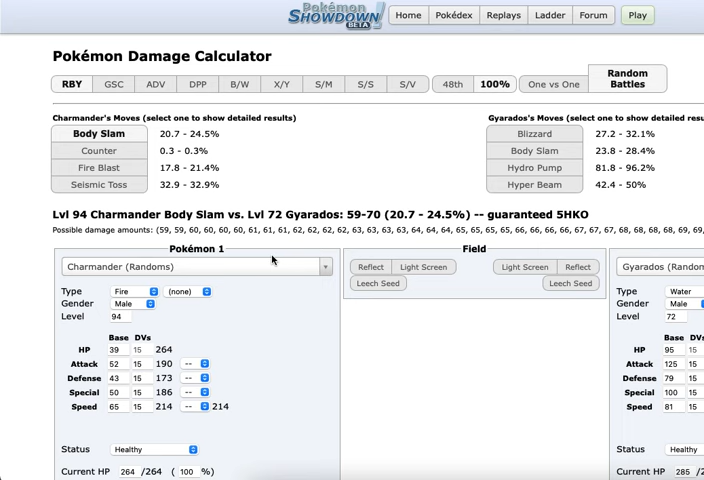 Pokémon
SHOWDOWN!
BETA
Home Pokédex Replays Ladder Forum Play
Pokémon Damage Calculator
RBY GSC ADV DPP B/W X/Y S/M S/S S/V 48th 100% One vs One Random Battles
Charmander's Moves (select one to show detailed results) Gyarados's Moves (select one to show detailed resu
Body Slam 20.7 - 24.5% Blizzard 27.2 - 32.1%
Counter 0.3 - 0.3% Body Slam 23.8 - 28.4%
Fire Blast 17.8 - 21.4% Hydro Pump 81.8 - 96.2%
Seismic Toss 32.9 - 32.9% Hyper Beam 42.4 - 50%
Lvl 94 Charmander Body Slam vs. Lvl 72 Gyarados: 59-70 (20.7 - 24.5%) -- guaranteed 5HKO
Possible damage amounts: (59, 59, 60, 60, 60, 60, 61, 61, 61, 62, 62, 62, 62, 63, 63, 63, 63, 64, 64, 64, 65, 65, 65, 65, 66, 66, 66, 67, 67, 67, 68, 68, 68, 68, 69, 69,
Pokémon 1 Field
Charmander (Randoms) Reflect Light Screen Light Screen Reflect Gyarados (Random
Leech Seed Leech Seed
Type Fire (none) Type Water
Gender Male Gender Male
Level 94 Level 72
Base DVs Base DVs
HP 39 15 264 HP 95 15
Attack 52 15 190 -- Attack 125 15
Defense 43 15 173 -- Defense 79 15
Special 50 15 186 -- Special 100 15
Speed 65 15 214 -- 214 Speed 81 15
Status Healthy Status Healthy
Current HP 264 /264 ( 100 %) Current HP 285 /2